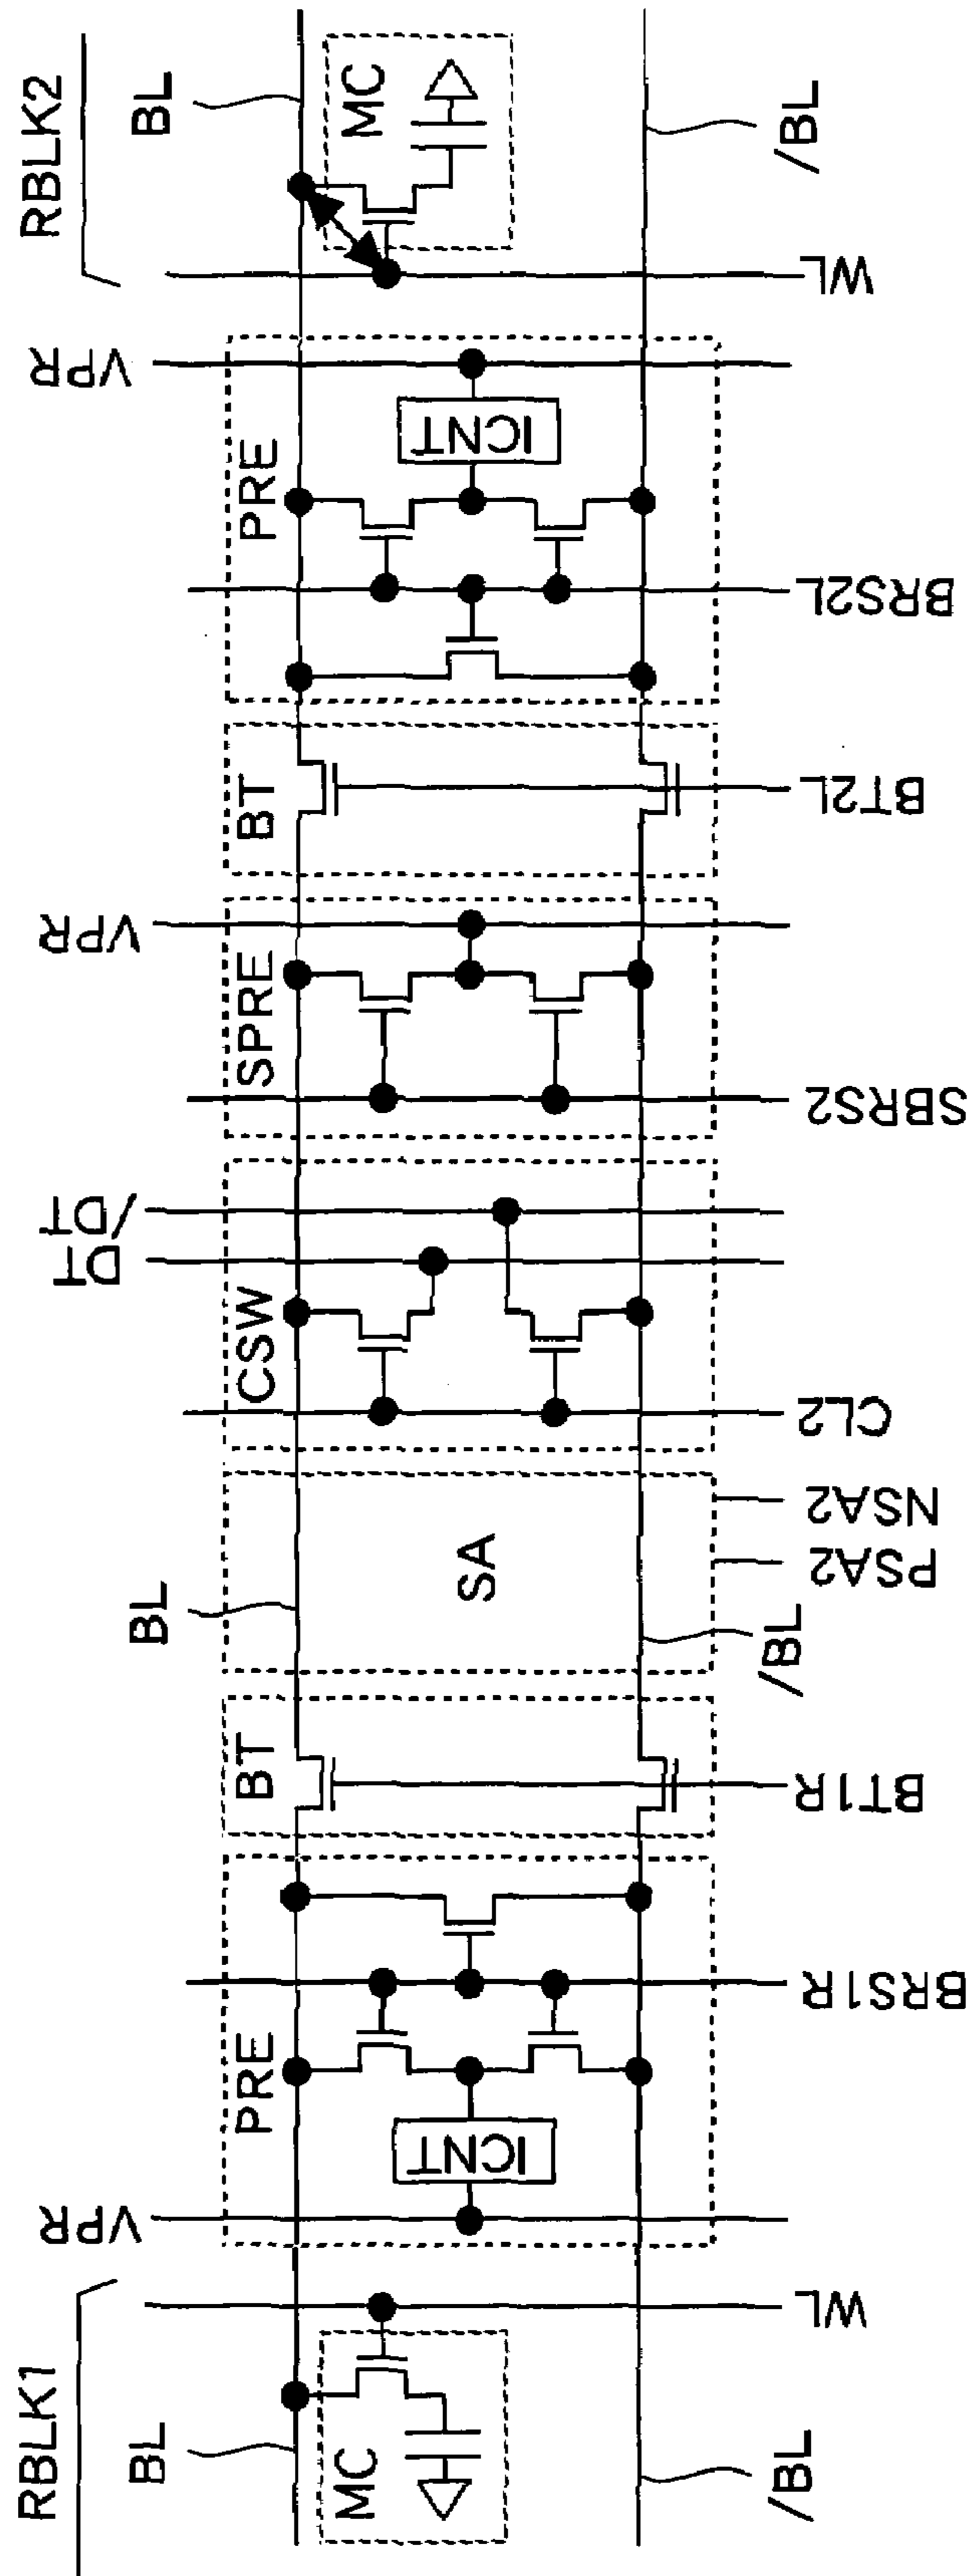 RBLK1
RBLK2
BL
BL
BL
MC
PRE
BT
CSW
SPRE
BT
PRE
MC
VPR
DT
/DT
VPR
VPR
ICNT
SA
ICNT
/BL
/BL
/BL
WL
BRS1R
BT1R
PSA2
NSA2
CL2
SBRS2
BT2L
BRS2L
WL